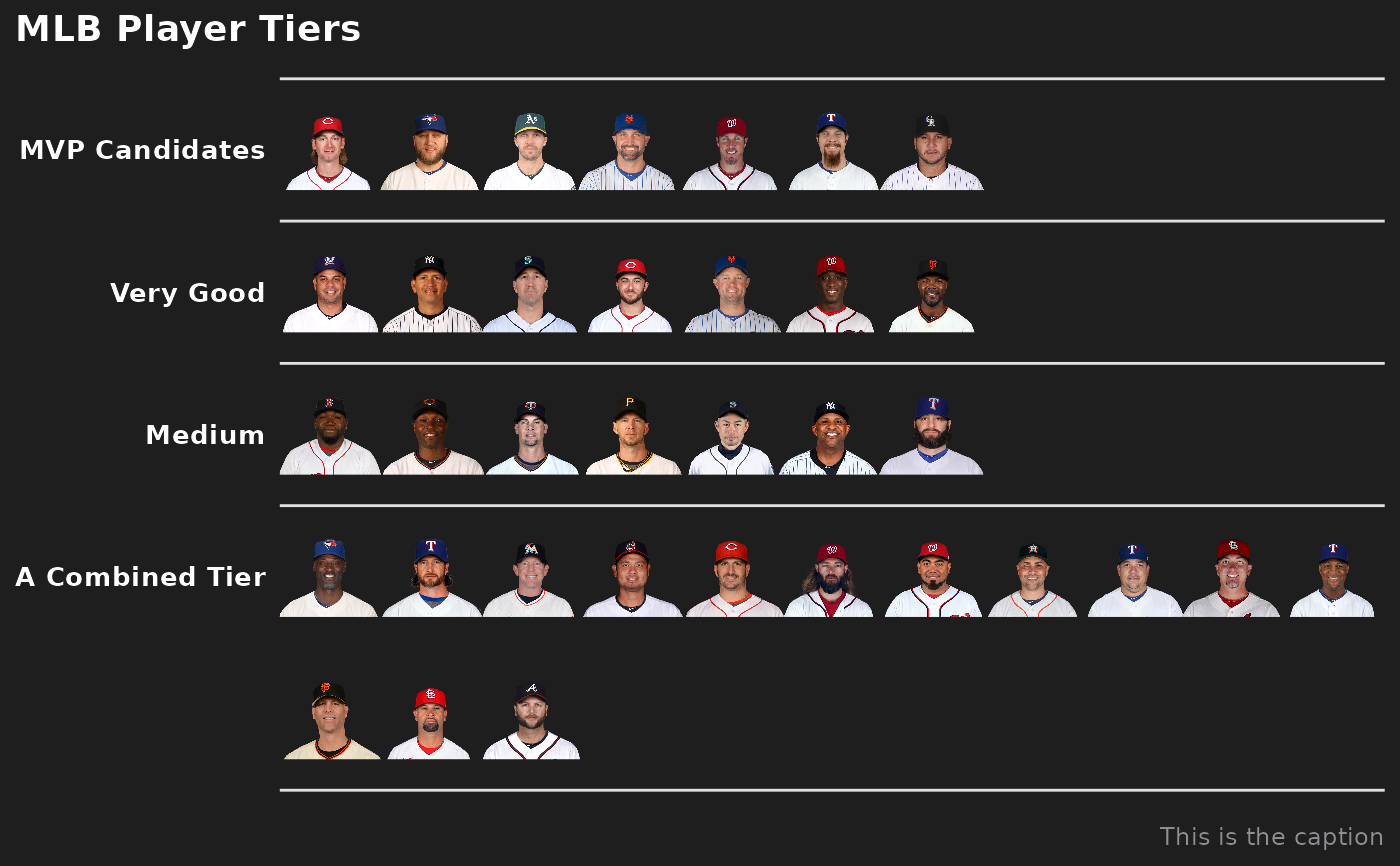 MLB Player Tiers
MVP Candidates
Very Good
Medium
A Combined Tier
This is the caption